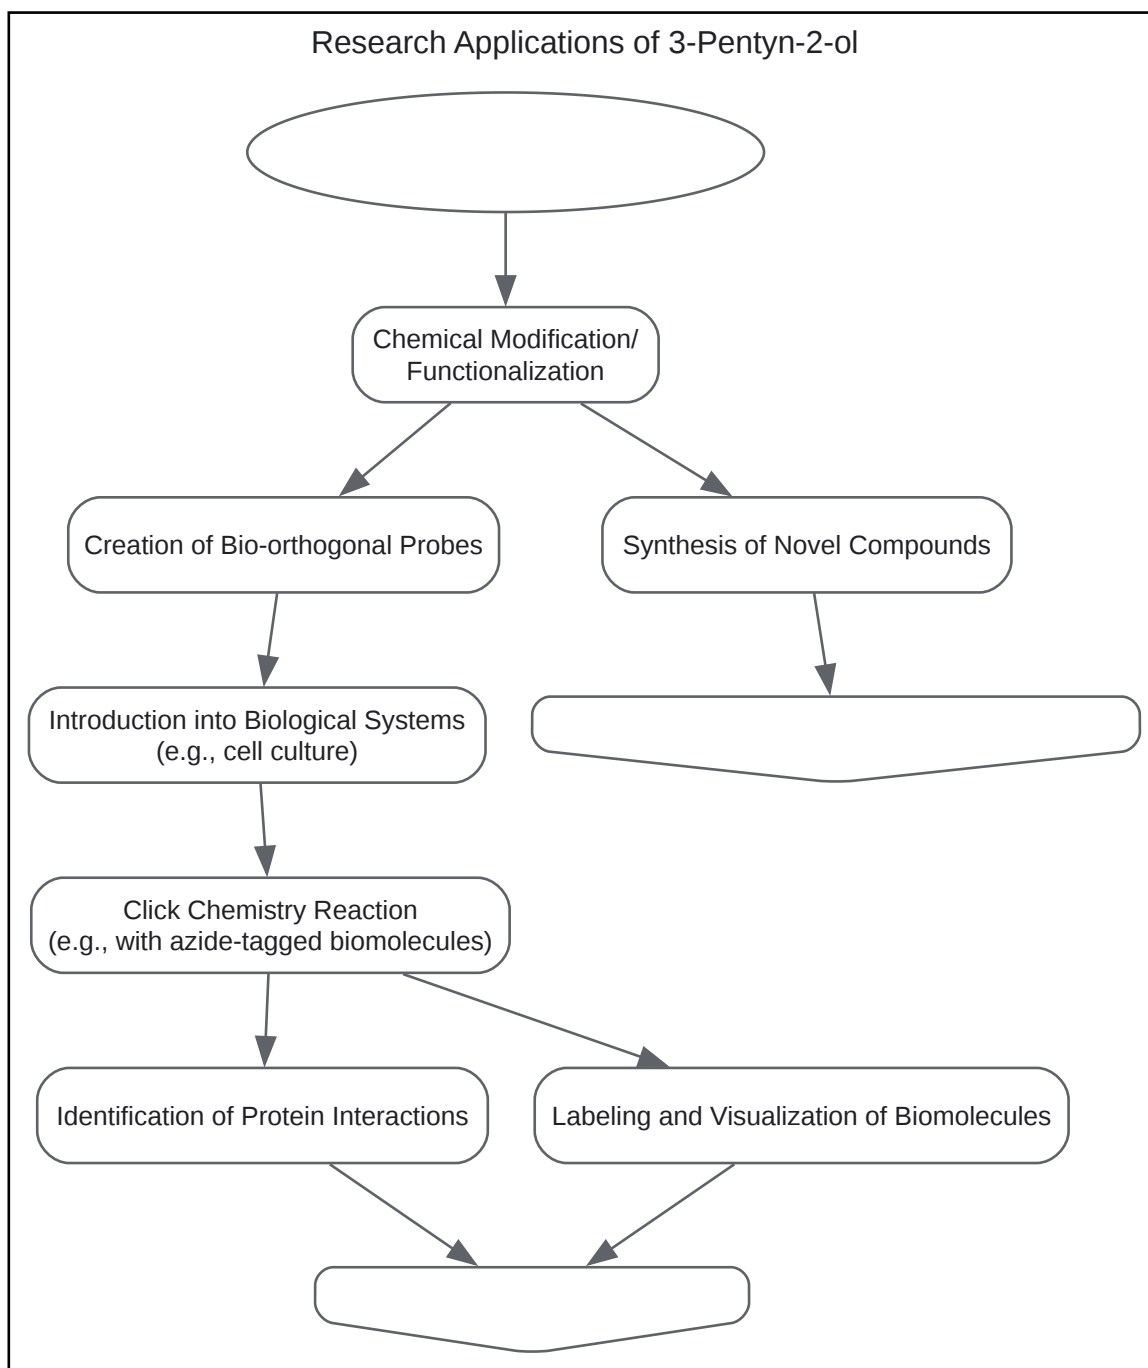 Research Applications of 3-Pentyn-2-ol
Chemical Modification/
Functionalization
Creation of Bio-orthogonal Probes
Synthesis of Novel Compounds
Introduction into Biological Systems
(e.g., cell culture)
Click Chemistry Reaction
(e.g., with azide-tagged biomolecules)
Identification of Protein Interactions
Labeling and Visualization of Biomolecules